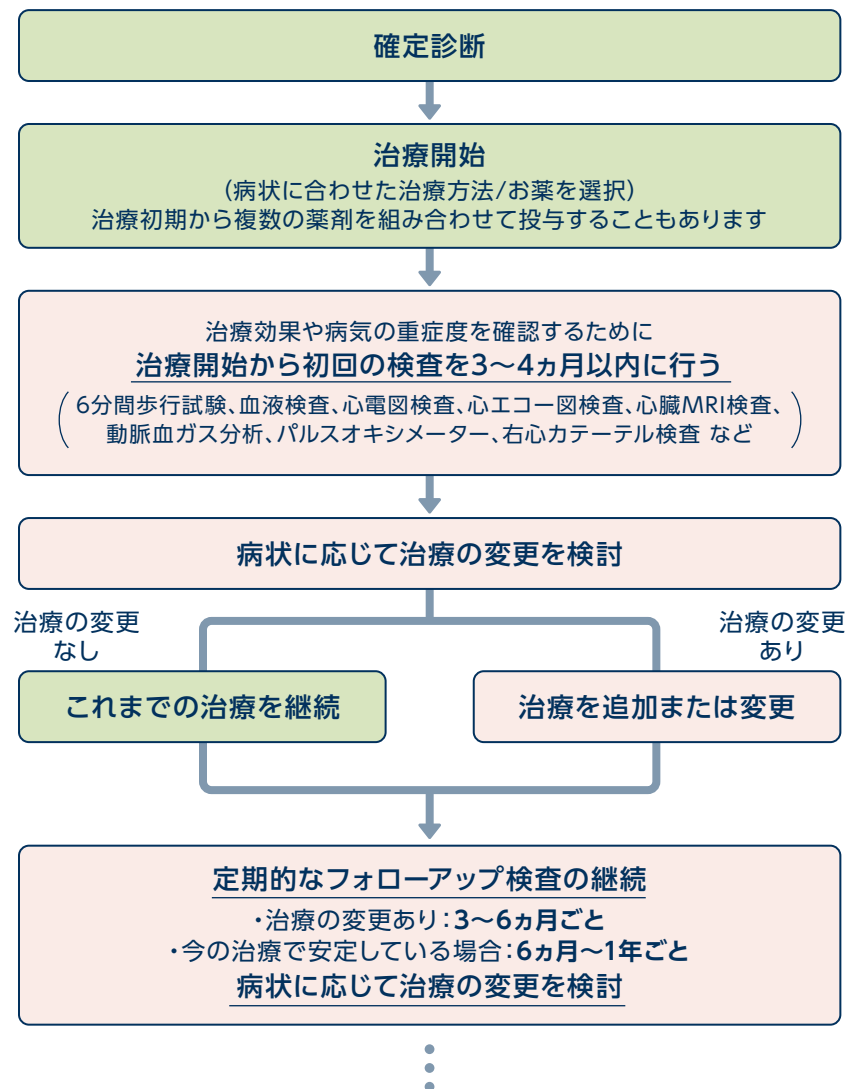 確定診断
治療開始
(病状に合わせた治療方法/お薬を選択)
治療初期から複数の薬剤を組み合わせて投与することもあります
治療効果や病気の重症度を確認するために
治療開始から初回の検査を3～4ヵ月以内に行う
(6分間歩行試験、血液検査、心電図検査、心エコー図検査、心臓MRI検査、
動脈血ガス分析、パルスオキシメーター、右心カテーテル検査 など)
病状に応じて治療の変更を検討
治療の変更
なし
治療の変更
あり
これまでの治療を継続
治療を追加または変更
定期的なフォローアップ検査の継続
・治療の変更あり：3～6ヵ月ごと
・今の治療で安定している場合：6ヵ月～1年ごと
病状に応じて治療の変更を検討